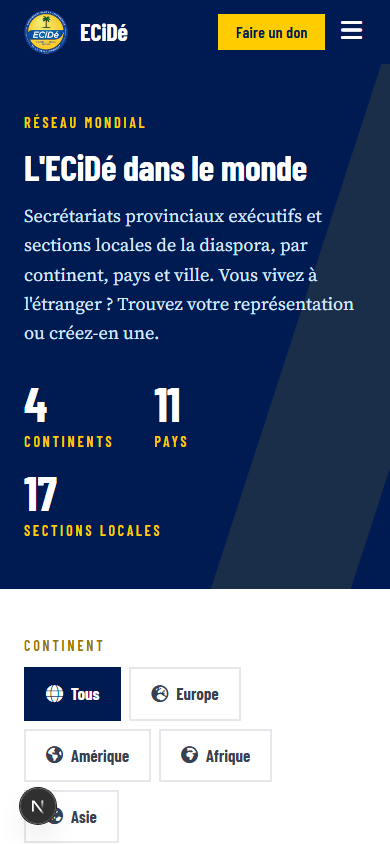 ECiDé
ECiDé
Faire un don
RÉSEAU MONDIAL
L'ECiDé dans le monde
Secrétariats provinciaux exécutifs et
sections locales de la diaspora, par
continent, pays et ville. Vous vivez à
l'étranger ? Trouvez votre représentation
ou créez-en une.
4
CONTINENTS
11
PAYS
17
SECTIONS LOCALES
CONTINENT
Tous
Europe
Amérique
Afrique
N
Asie